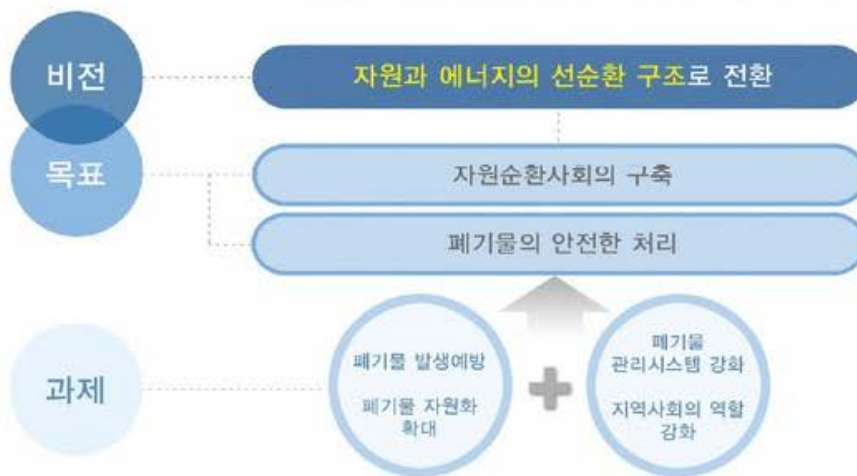 비전
자원과 에너지의 선순환 구조로 전환
목표
자원순환사회의 구축
폐기물의 안전한 처리
과제
폐기물 발생예방
폐기물 자원화
확대
폐기물
관리시스템 강화
지역사회의 역할
강화